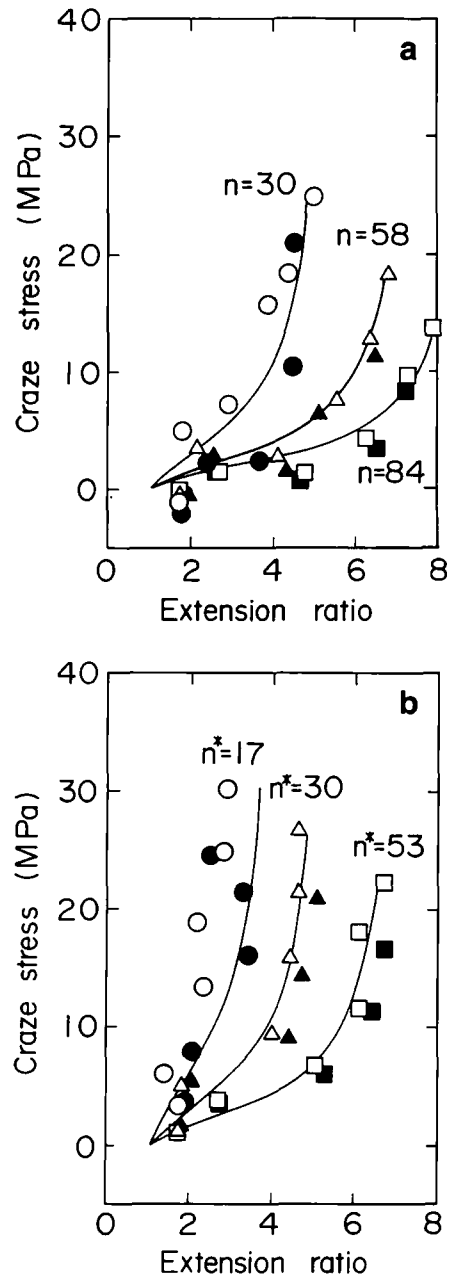 40
a
30
n=30
n=58
20
10
n=84
0
0 2 4 6 8
Craze stress (MPa)
Extension ratio
40
b
n*=17
30
n*=30
n*=53
20
10
0
0 2 4 6 8
Craze stress (MPa)
Extension ratio